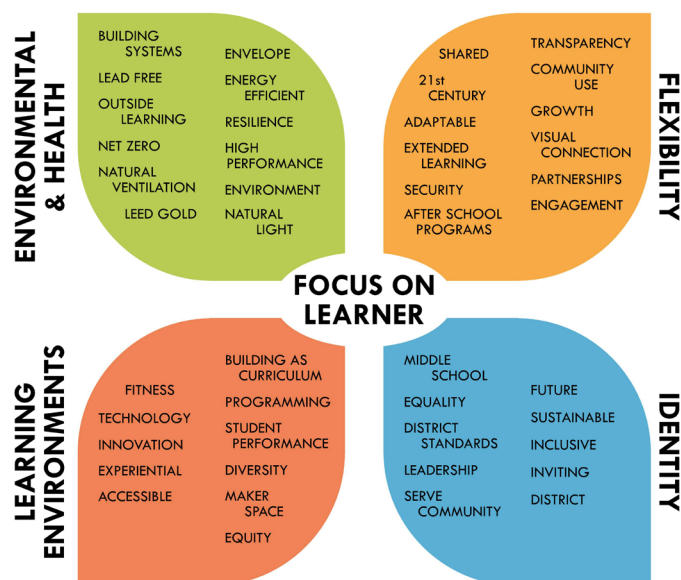 ENVIRONMENTAL
& HEALTH
BUILDING
SYSTEMS
LEAD FREE
OUTSIDE
LEARNING
NET ZERO
NATURAL
VENTILATION
LEED GOLD
ENVELOPE
ENERGY
EFFICIENT
RESILIENCE
HIGH
PERFORMANCE
ENVIRONMENT
NATURAL
LIGHT
SHARED
21st
CENTURY
ADAPTABLE
EXTENDED
LEARNING
SECURITY
AFTER SCHOOL
PROGRAMS
TRANSPARENCY
COMMUNITY
USE
GROWTH
VISUAL
CONNECTION
PARTNERSHIPS
ENGAGEMENT
FLEXIBILITY
FOCUS ON
LEARNER
LEARNING
ENVIRONMENTS
FITNESS
TECHNOLOGY
INNOVATION
EXPERIENTIAL
ACCESSIBLE
BUILDING AS
CURRICULUM
PROGRAMMING
STUDENT
PERFORMANCE
DIVERSITY
MAKER
SPACE
EQUITY
MIDDLE
SCHOOL
EQUALITY
DISTRICT
STANDARDS
LEADERSHIP
SERVE
COMMUNITY
FUTURE
SUSTAINABLE
INCLUSIVE
INVITING
DISTRICT
IDENTITY